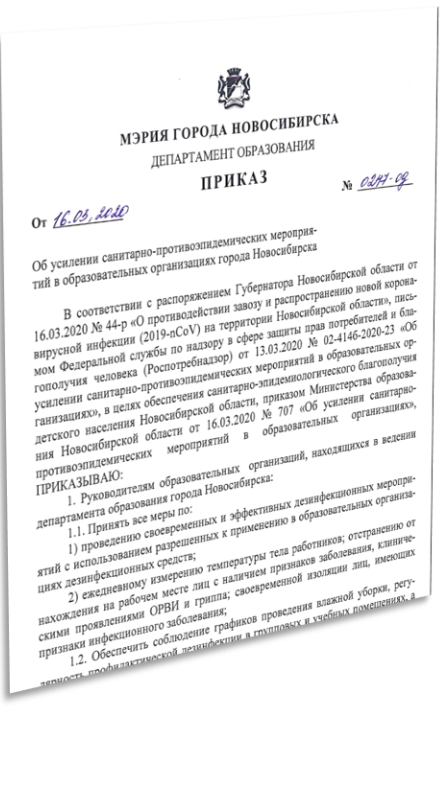 МЭРИЯ ГОРОДА НОВОСИБИРСКА
ДЕПАРТАМЕНТ ОБРАЗОВАНИЯ
ПРИКАЗ
От 16.03.2020
№ 0247-од
Об усилении санитарно-противоэпидемических мероприя-
тий в образовательных организациях города Новосибирска
В соответствии с распоряжением Губернатора Новосибирской области от
16.03.2020 № 44-р «О противодействии завозу и распространению новой корона-
вирусной инфекции (2019-nCoV) на территории Новосибирской области», пись-
мом Федеральной службы по надзору в сфере защиты прав потребителей и бла-
гополучия человека (Роспотребнадзор) от 13.03.2020 № 02-4146-2020-23 «Об
усилении санитарно-противоэпидемических мероприятий в образовательных ор-
ганизациях», в целях обеспечения санитарно-эпидемиологического благополучия
детского населения Новосибирской области, приказом Министерства образова-
ния Новосибирской области от 16.03.2020 № 707 «Об усилении санитарно-
противоэпидемических мероприятий в образовательных организациях»,
ПРИКАЗЫВАЮ:
1. Руководителям образовательных организаций, находящихся в ведении
департамента образования города Новосибирска:
1.1. Принять все меры по:
1) проведению своевременных и эффективных дезинфекционных меропри-
ятий с использованием разрешенных к применению в образовательных организа-
циях дезинфекционных средств;
2) ежедневному измерению температуры тела работников; отстранению от
нахождения на рабочем месте лиц с наличием признаков заболевания, клиниче-
скими проявлениями ОРВИ и гриппа; своевременной изоляции лиц, имеющих
признаки инфекционного заболевания;
1.2. Обеспечить соблюдение графиков проведения влажной уборки, регу-
лярность профилактической дезинфекции в групповых и учебных помещениях, а